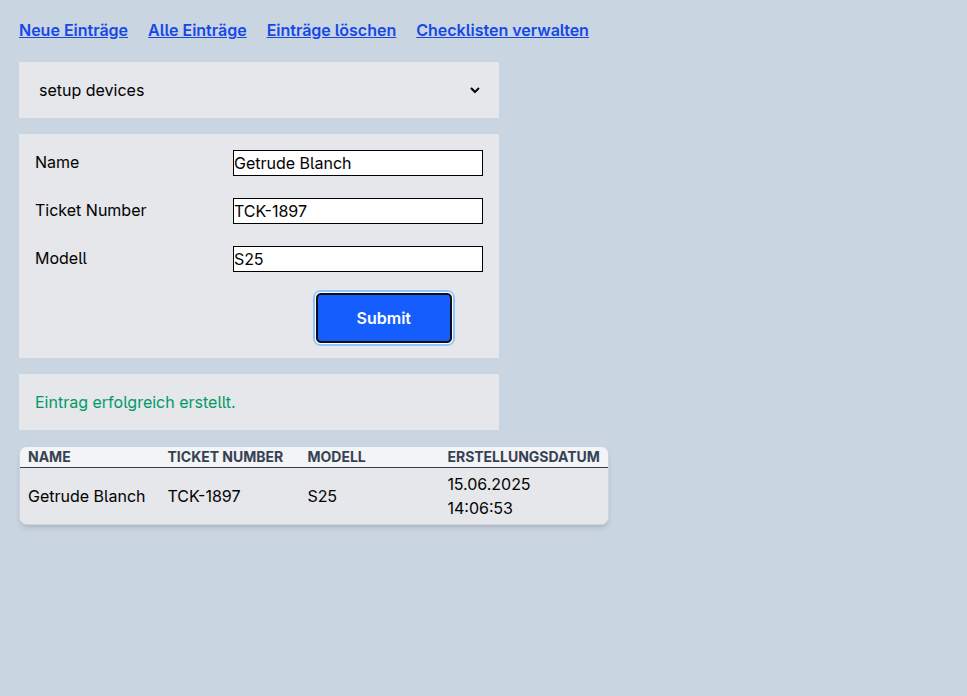 Neue Einträge Alle Einträge Einträge löschen Checklisten verwalten
setup devices
Name Getrude Blanch
Ticket Number TCK-1897
Modell S25
Submit
Eintrag erfolgreich erstellt.
NAME TICKET NUMBER MODELL ERSTELLUNGSDATUM
Getrude Blanch TCK-1897 S25 15.06.2025
14:06:53